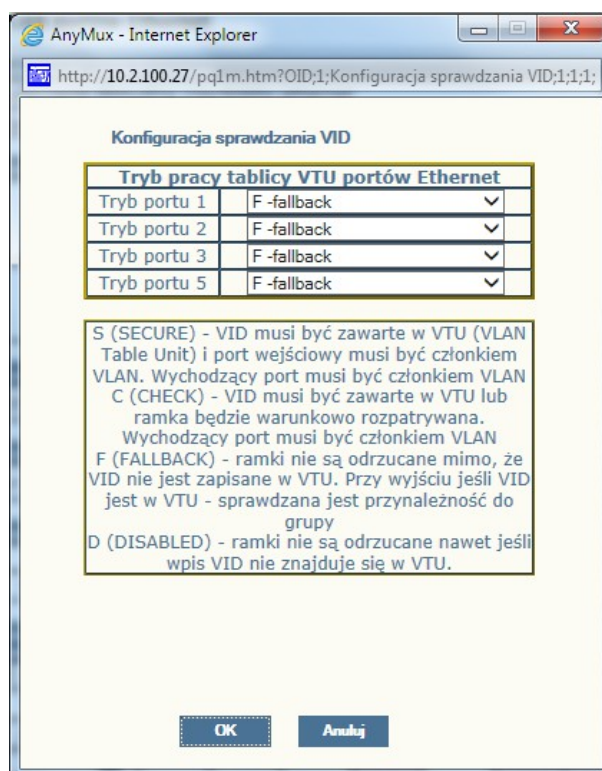 AnyMux - Internet Explorer
http://10.2.100.27/pq1m.htm?OID;1;Konfiguracja sprawdzania VID;1;1;1;
Konfiguracja sprawdzania VID
Tryb pracy tablicy VTU portów Ethernet
Tryb portu 1 F -fallback
Tryb portu 2 F -fallback
Tryb portu 3 F -fallback
Tryb portu 5 F -fallback
S (SECURE) - VID musi być zawarte w VTU (VLAN
Table Unit) i port wejściowy musi być członkiem
VLAN. Wychodzący port musi być członkiem VLAN
C (CHECK) - VID musi być zawarte w VTU lub
ramka będzie warunkowo rozpatrywana.
Wychodzący port musi być członkiem VLAN
F (FALLBACK) - ramki nie są odrzucane mimo, że
VID nie jest zapisane w VTU. Przy wyjściu jeśli VID
jest w VTU - sprawdzana jest przynależność do
grupy
D (DISABLED) - ramki nie są odrzucane nawet jeśli
wpis VID nie znajduje się w VTU.
OK Anuluj